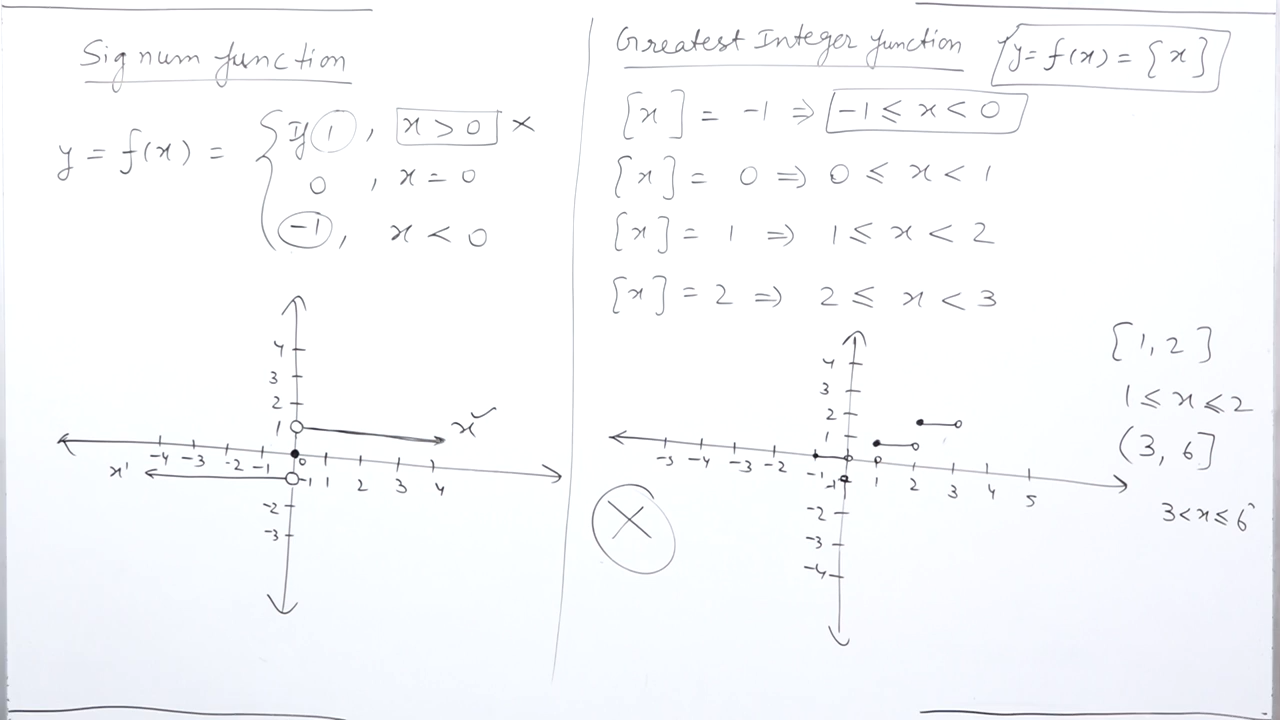 Signum function
y = f(x) = { If 1, x > 0 ×
0, x = 0
-1, x < 0
4
3
2
1
-4 -3 -2 -1 0 1 2 3 4
x
x'
-1
-2
-3
Greatest Integer function
y = f(x) = {x}
[x] = -1 ⇒ -1 ≤ x < 0
[x] = 0 ⇒ 0 ≤ x < 1
[x] = 1 ⇒ 1 ≤ x < 2
[x] = 2 ⇒ 2 ≤ x < 3
4
3
2
1
-5 -4 -3 -2 -1 0 1 2 3 4 5
-1
-2
-3
-4
×
[1, 2]
1 ≤ x ≤ 2
(3, 6]
3 < x ≤ 6